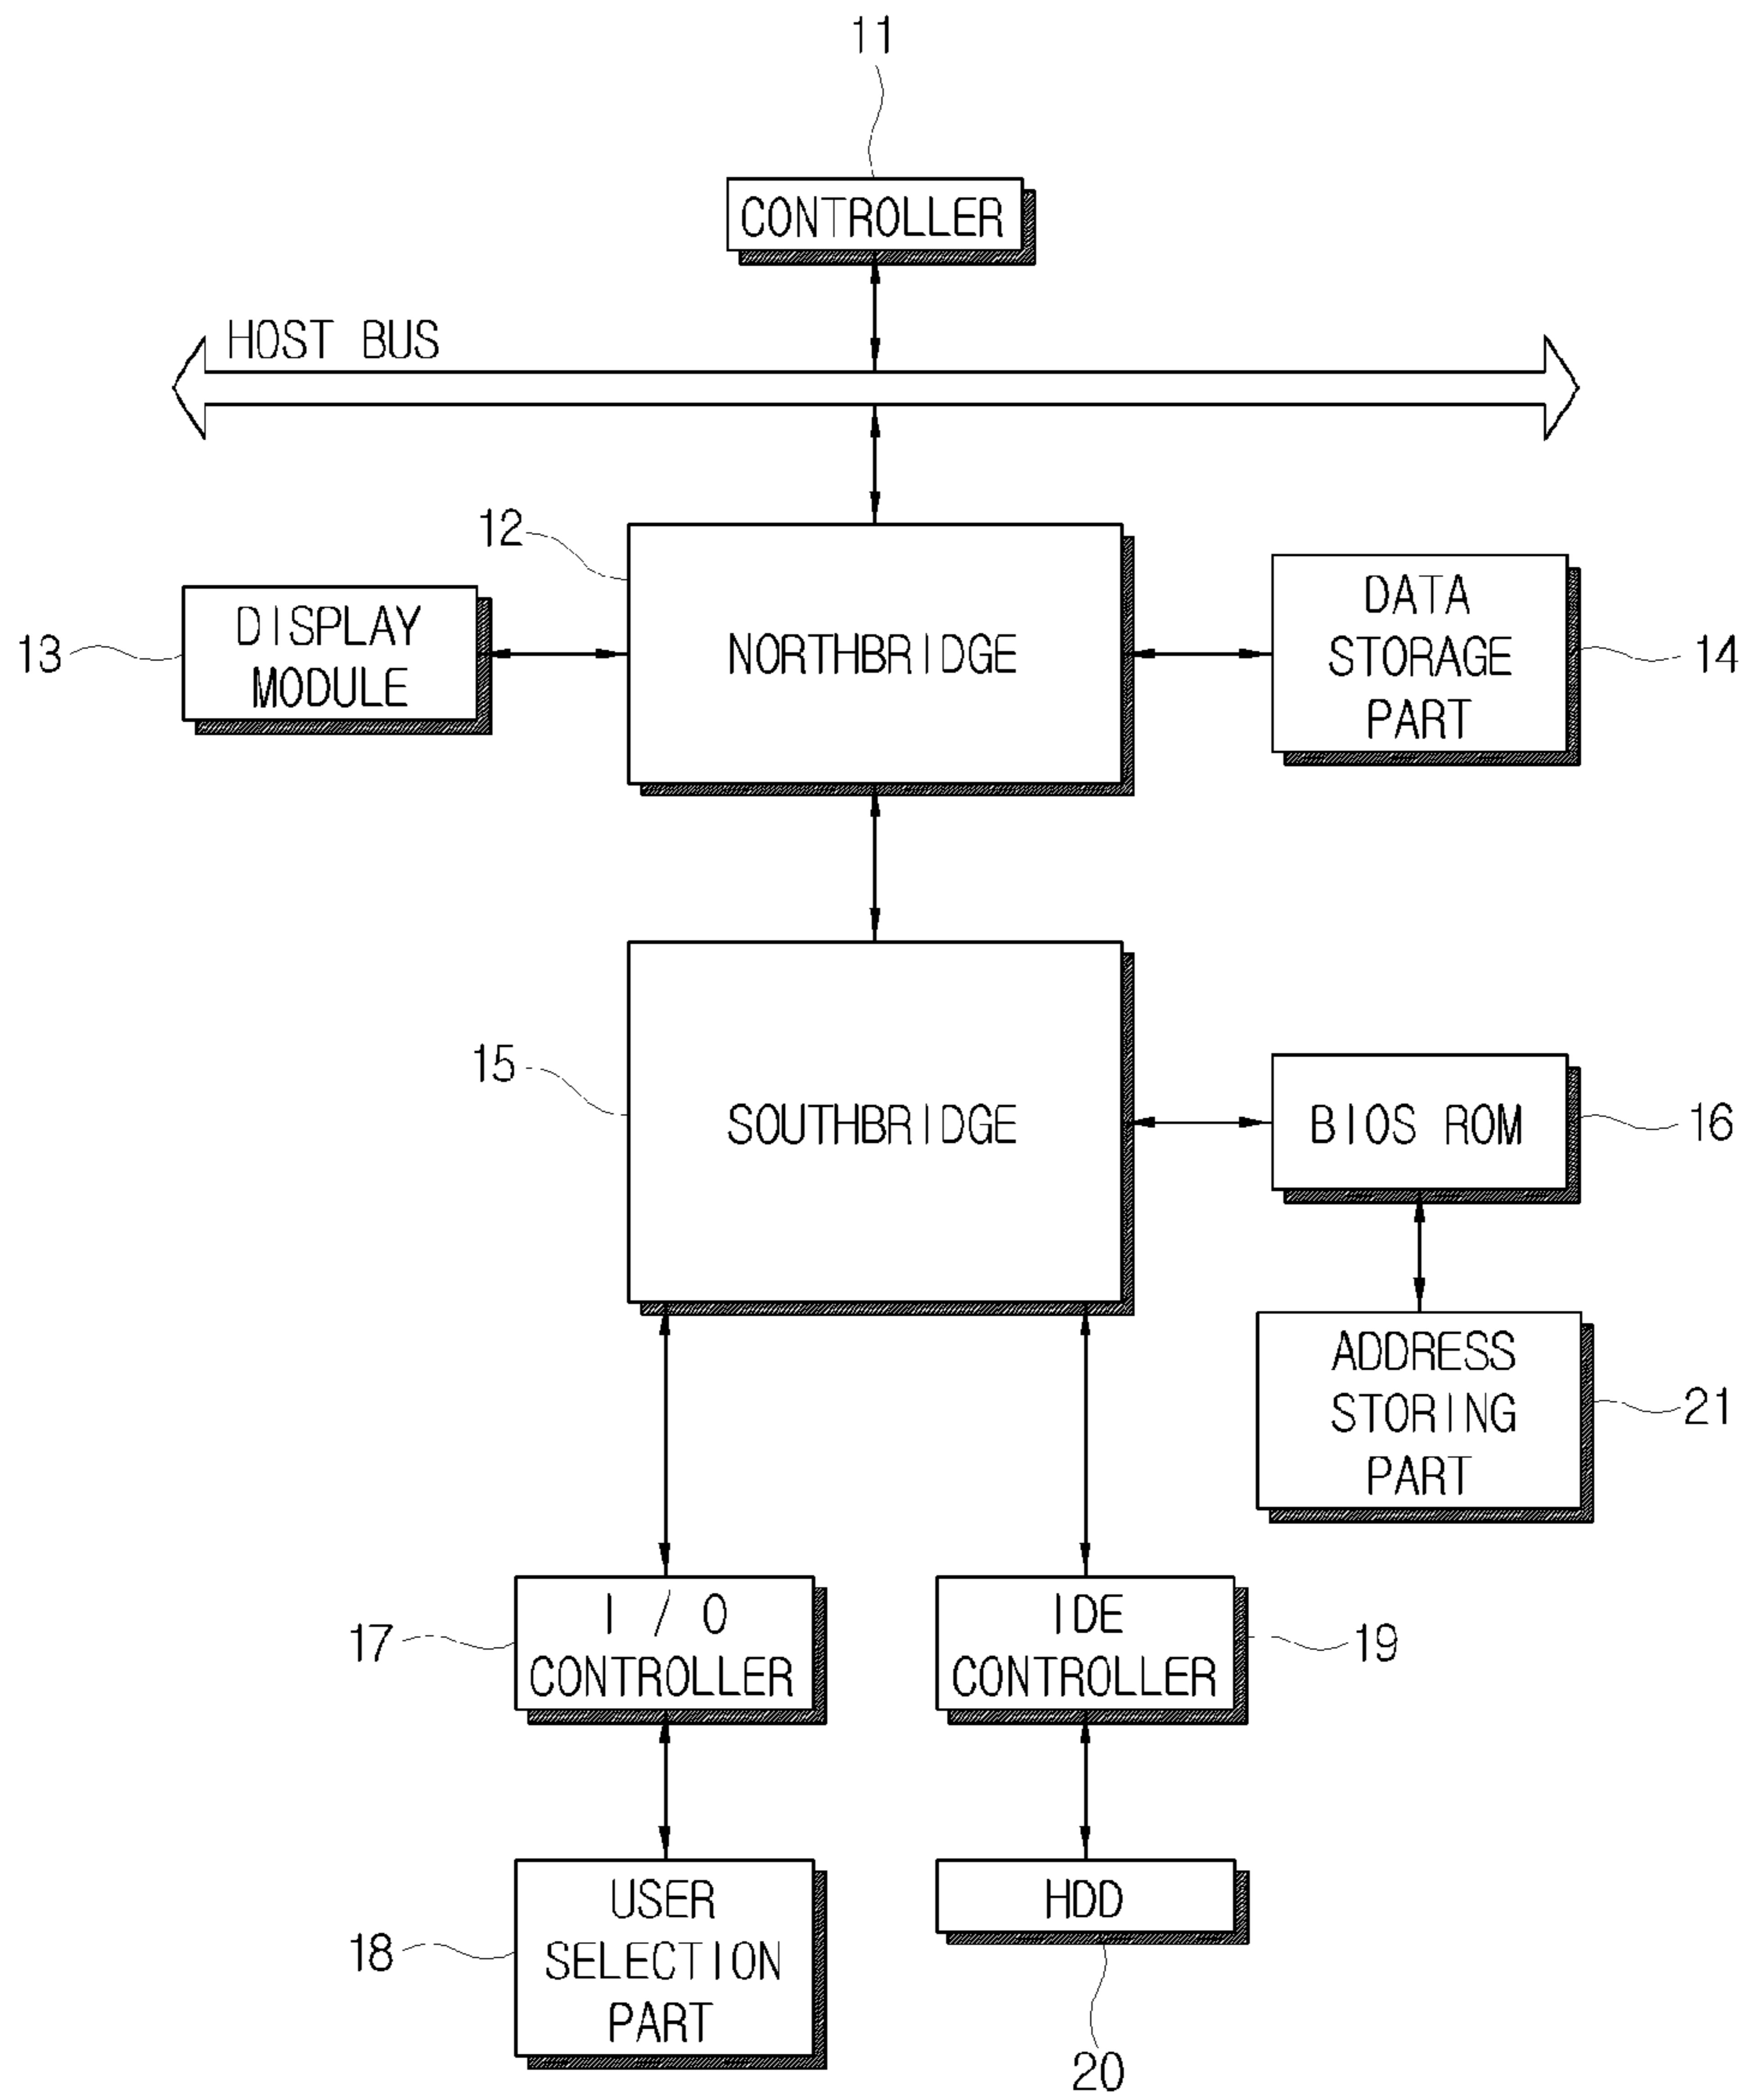 11
CONTROLLER
HOST BUS
12
NORTHBRIDGE
13
DISPLAY
MODULE
DATA
STORAGE
PART
14
15
SOUTHBRIDGE
BIOS ROM
16
ADDRESS
STORING
PART
21
17
I/O
CONTROLLER
IDE
CONTROLLER
19
18
USER
SELECTION
PART
HDD
20